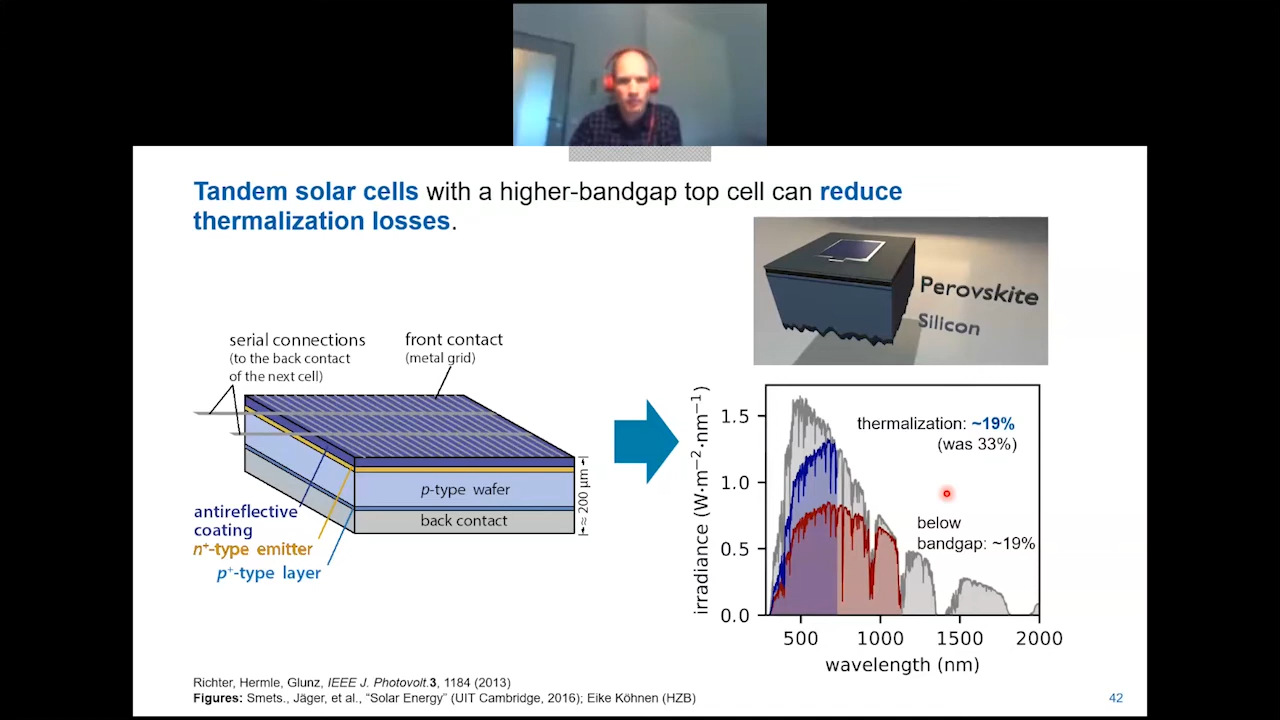 Tandem solar cells with a higher-bandgap top cell can reduce
thermalization losses.
Perovskite
Silicon
serial connections
(to the back contact
of the next cell)
front contact
(metal grid)
p-type wafer
back contact
≈ 200 µm
antireflective
coating
n⁺-type emitter
p⁺-type layer
irradiance (W·m⁻²·nm⁻¹)
1.5
1.0
0.5
0.0
thermalization: ~19%
(was 33%)
below
bandgap: ~19%
500 1000 1500 2000
wavelength (nm)
Richter, Hermle, Glunz, IEEE J. Photovolt.3, 1184 (2013)
Figures: Smets., Jäger, et al., “Solar Energy” (UIT Cambridge, 2016); Eike Köhnen (HZB)
42